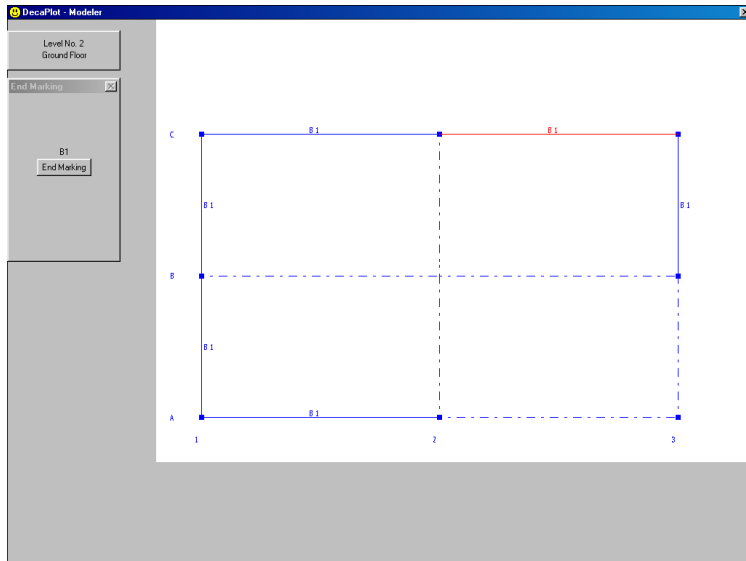 DecaPlot - Modeler
Level No. 2
Ground Floor
End Marking
B1
End Marking
C
B 1
B 1
B 1
B 1
B
B 1
A
B 1
1
2
3